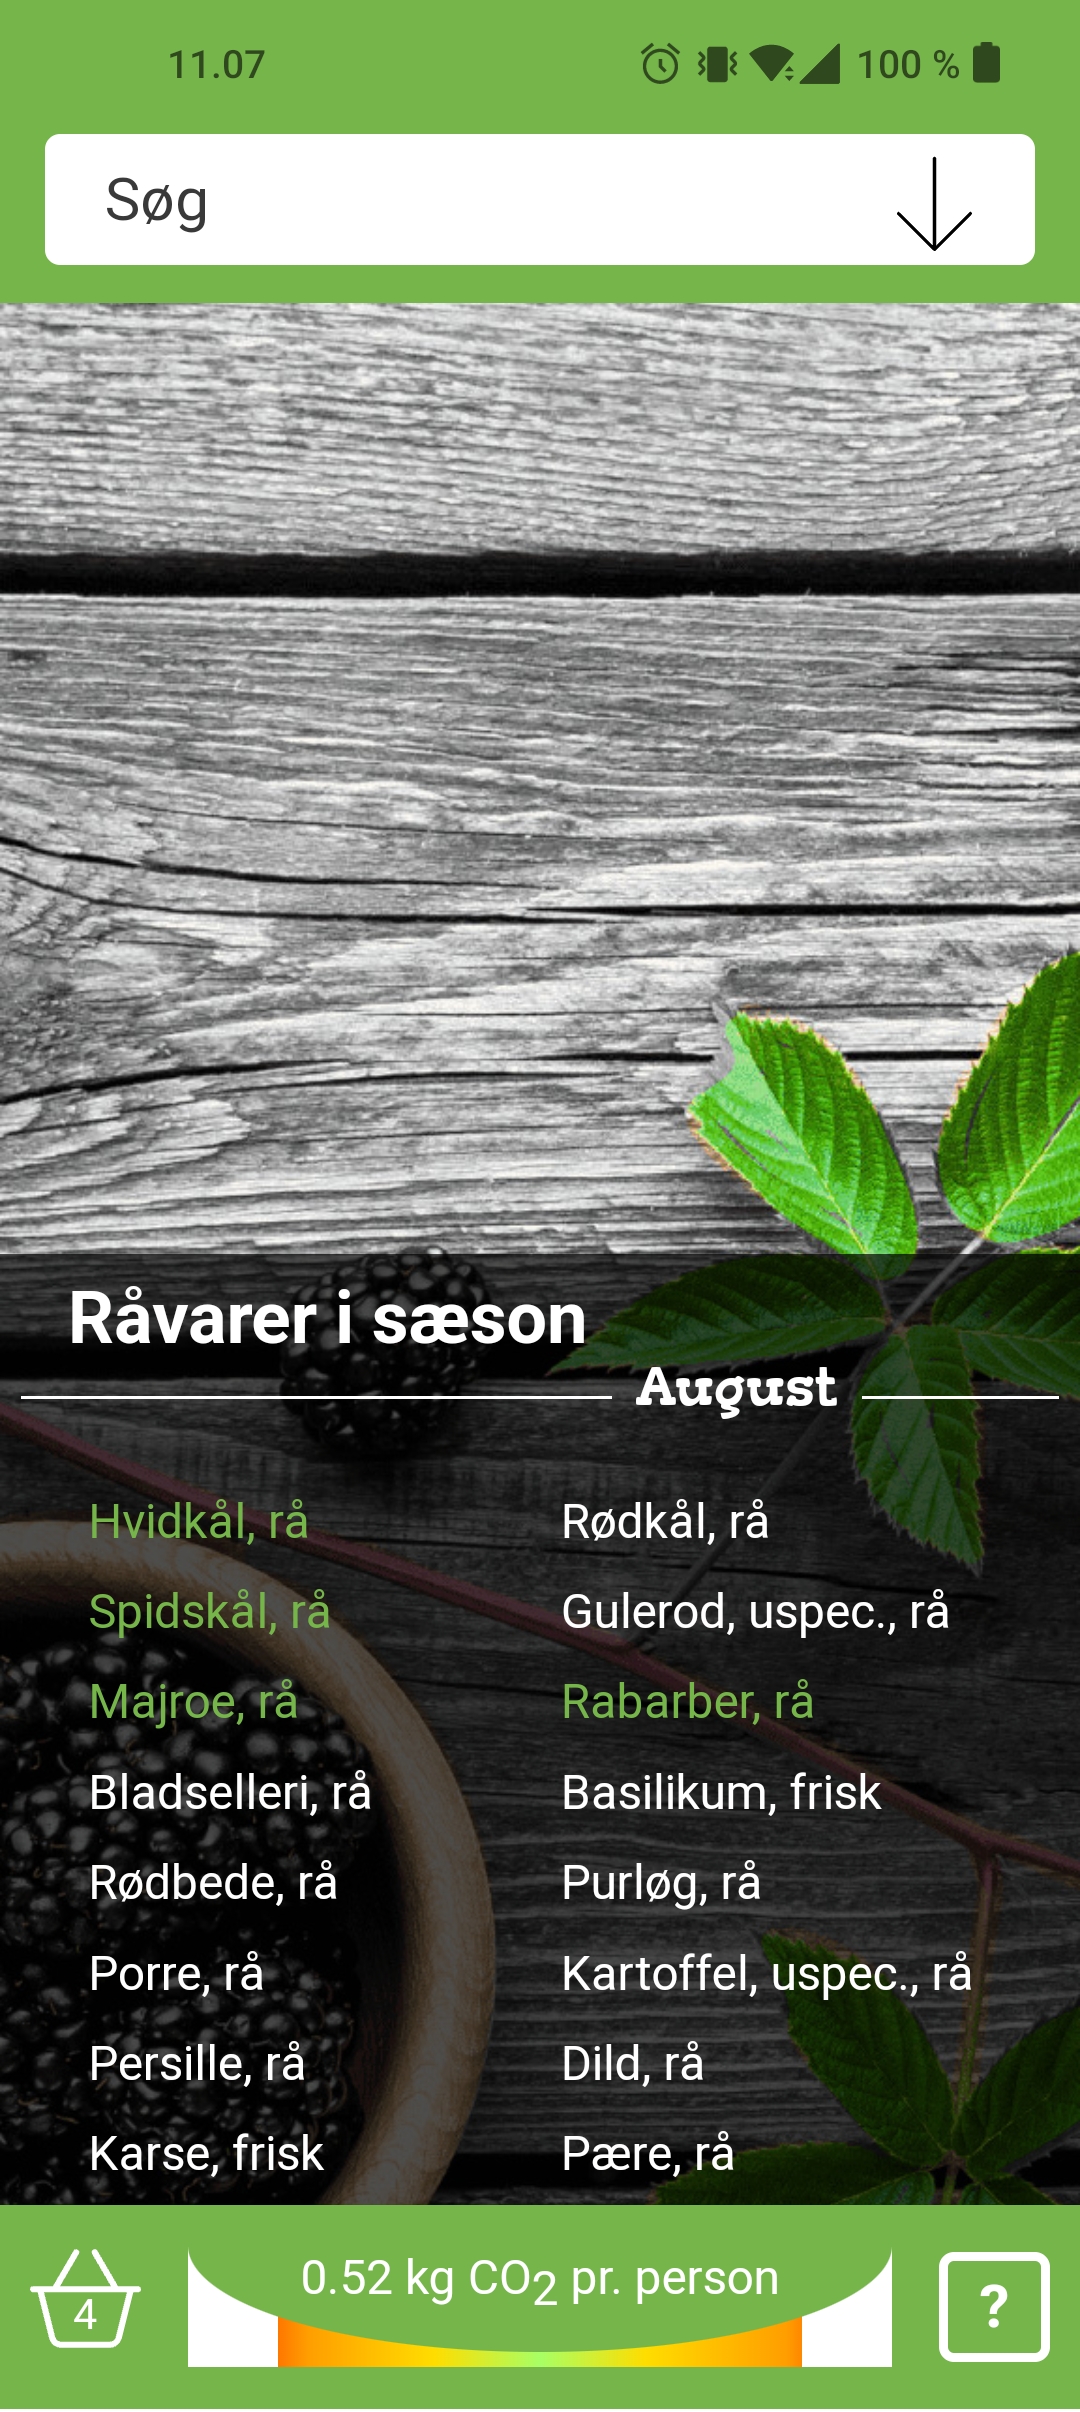 11.07 100 %
Søg
Råvarer i sæson
August
Hvidkål, rå Rødkål, rå
Spidskål, rå Gulerod, uspec., rå
Majroe, rå Rabarber, rå
Bladselleri, rå Basilikum, frisk
Rødbede, rå Purløg, rå
Porre, rå Kartoffel, uspec., rå
Persille, rå Dild, rå
Karse, frisk Pære, rå
4 0.52 kg CO2 pr. person ?